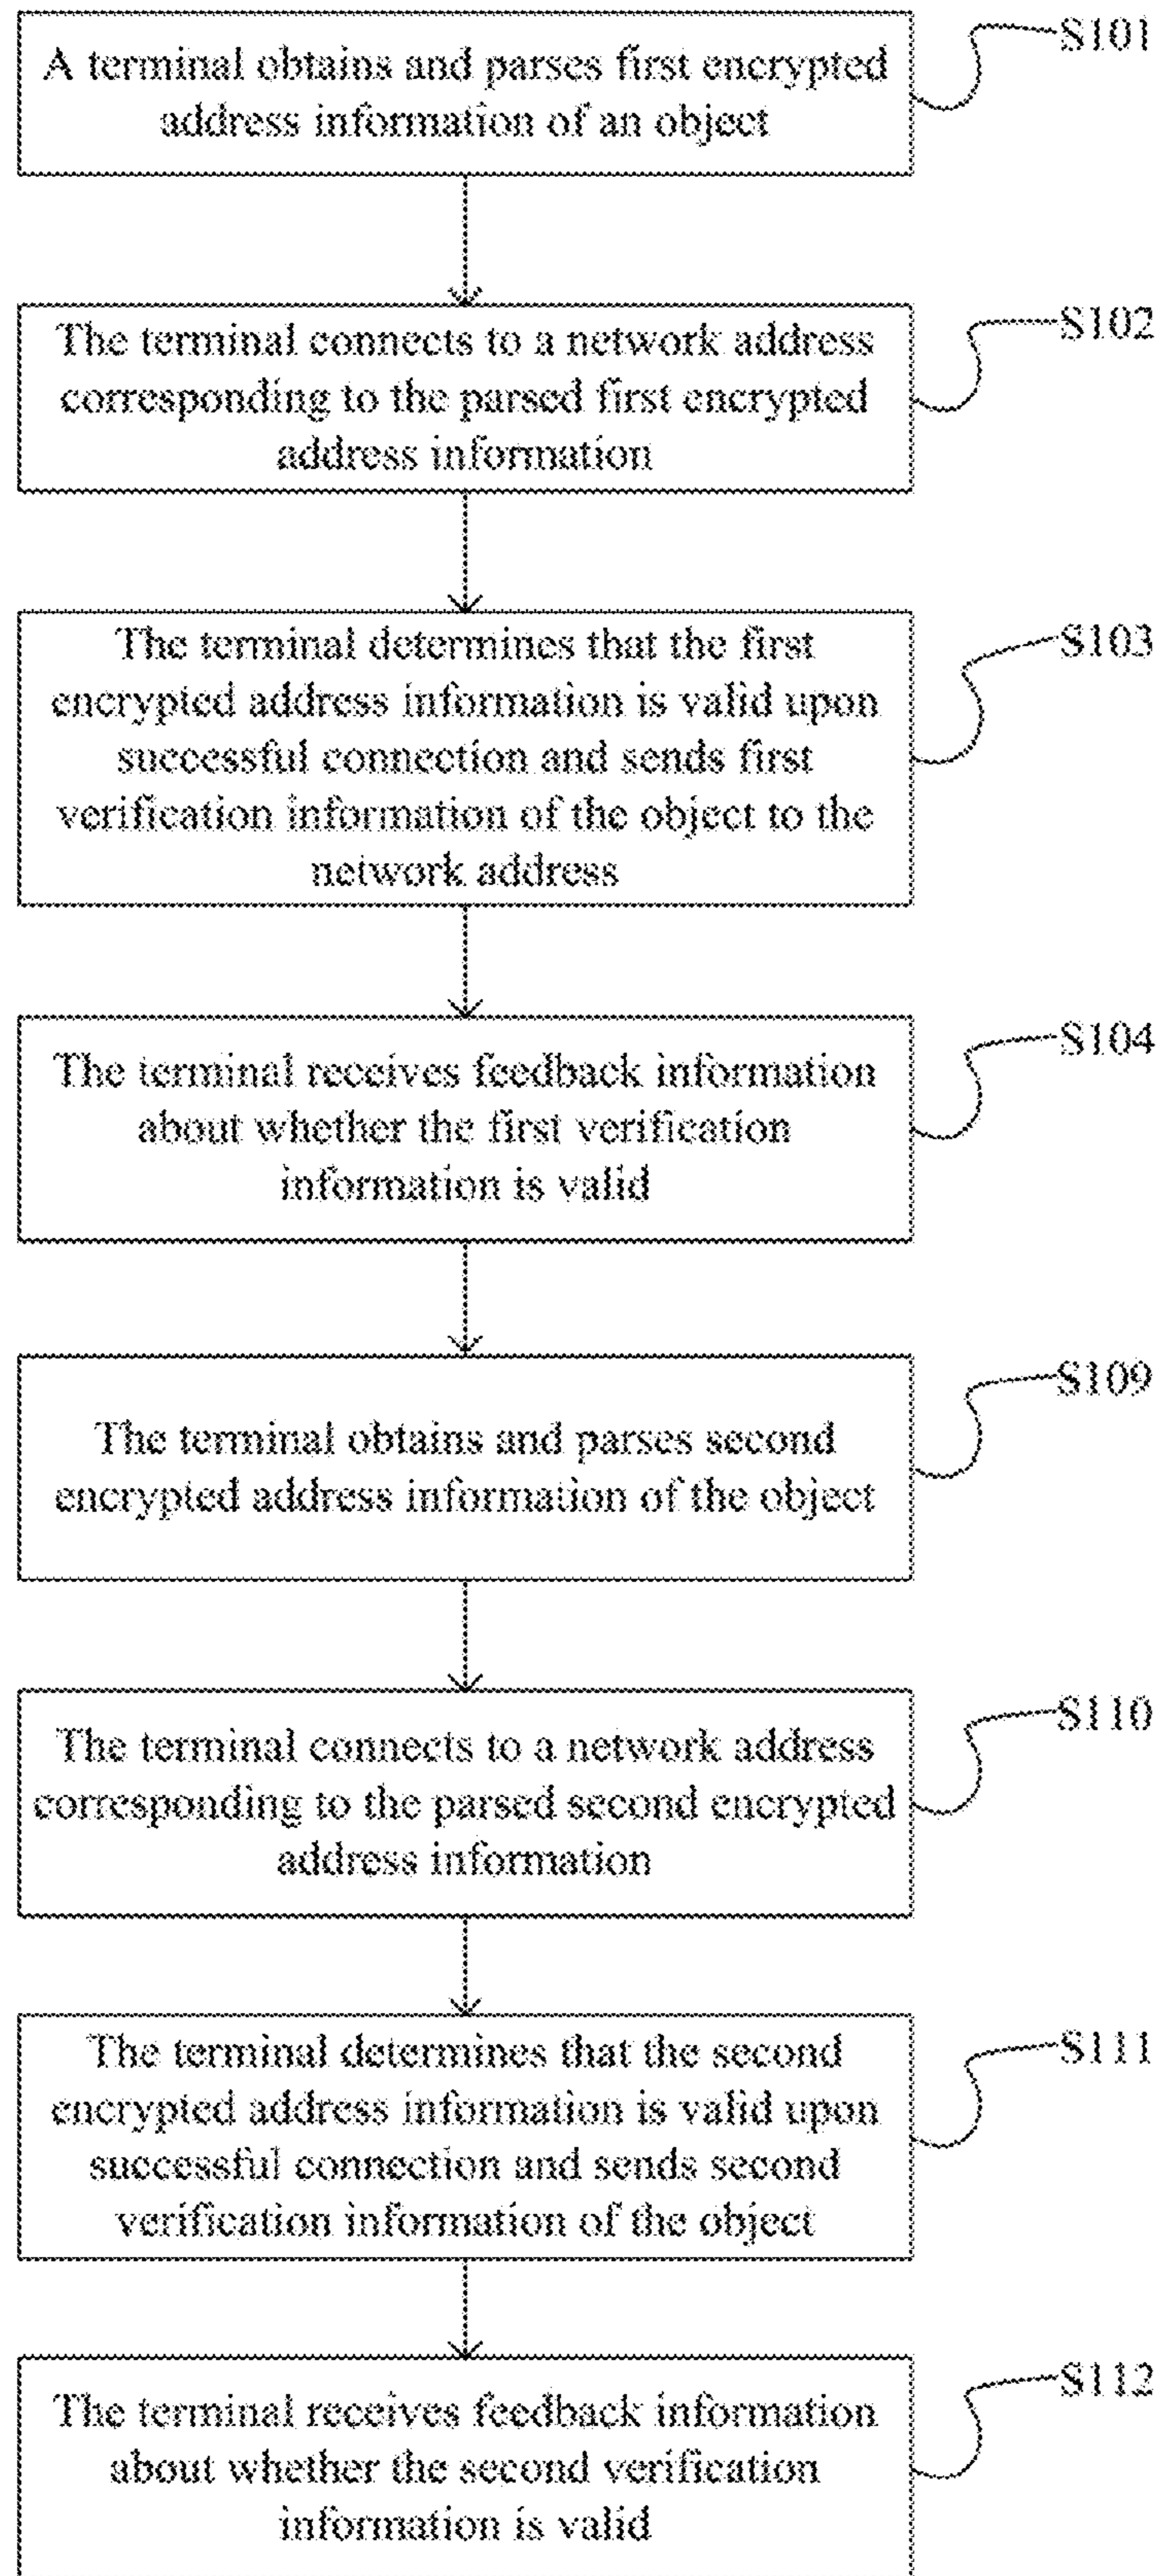 A terminal obtains and parses first encrypted
address information of an object
S101
The terminal connects to a network address
corresponding to the parsed first encrypted
address information
S102
The terminal determines that the first
encrypted address information is valid upon
successful connection and sends first
verification information of the object to the
network address
S103
The terminal receives feedback information
about whether the first verification
information is valid
S104
The terminal obtains and parses second
encrypted address information of the object
S109
The terminal connects to a network address
corresponding to the parsed second encrypted
address information
S110
The terminal determines that the second
encrypted address information is valid upon
successful connection and sends second
verification information of the object
S111
The terminal receives feedback information
about whether the second verification
information is valid
S112